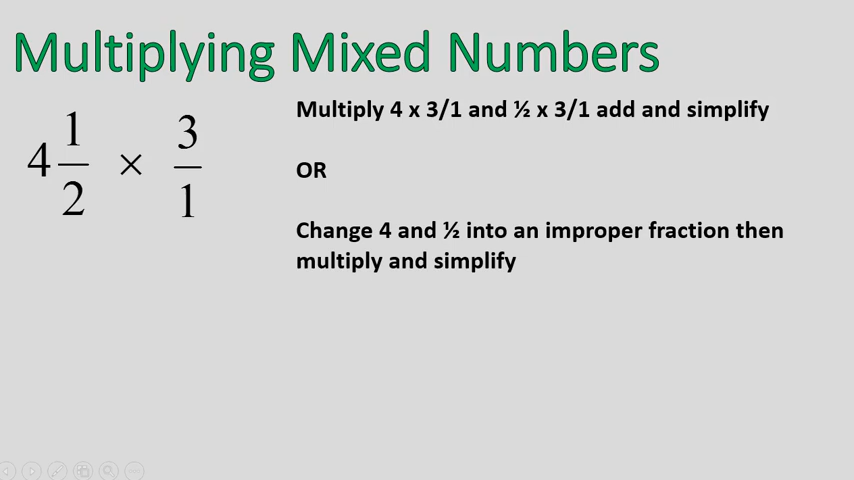 Multiplying Mixed Numbers
4 1/2 × 3/1
Multiply 4 x 3/1 and ½ x 3/1 add and simplify
OR
Change 4 and ½ into an improper fraction then
multiply and simplify